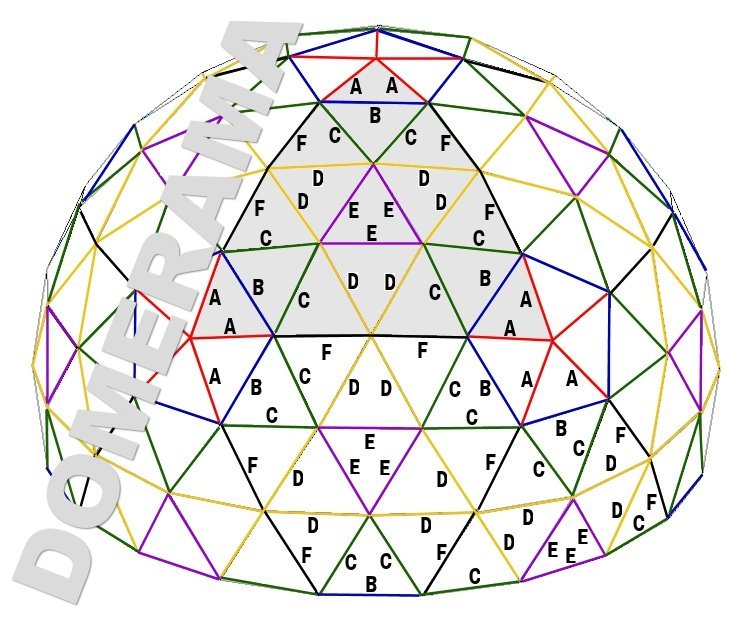 DOMERAMA
A A
B
F C C F
D D
D D
F E E F
C E C
A B D D B A
A C C A
F F
A B C D D C B A A
C C
E B F
F E E F C D
D D C
D D D D F
F F D E E C
C C C E
B